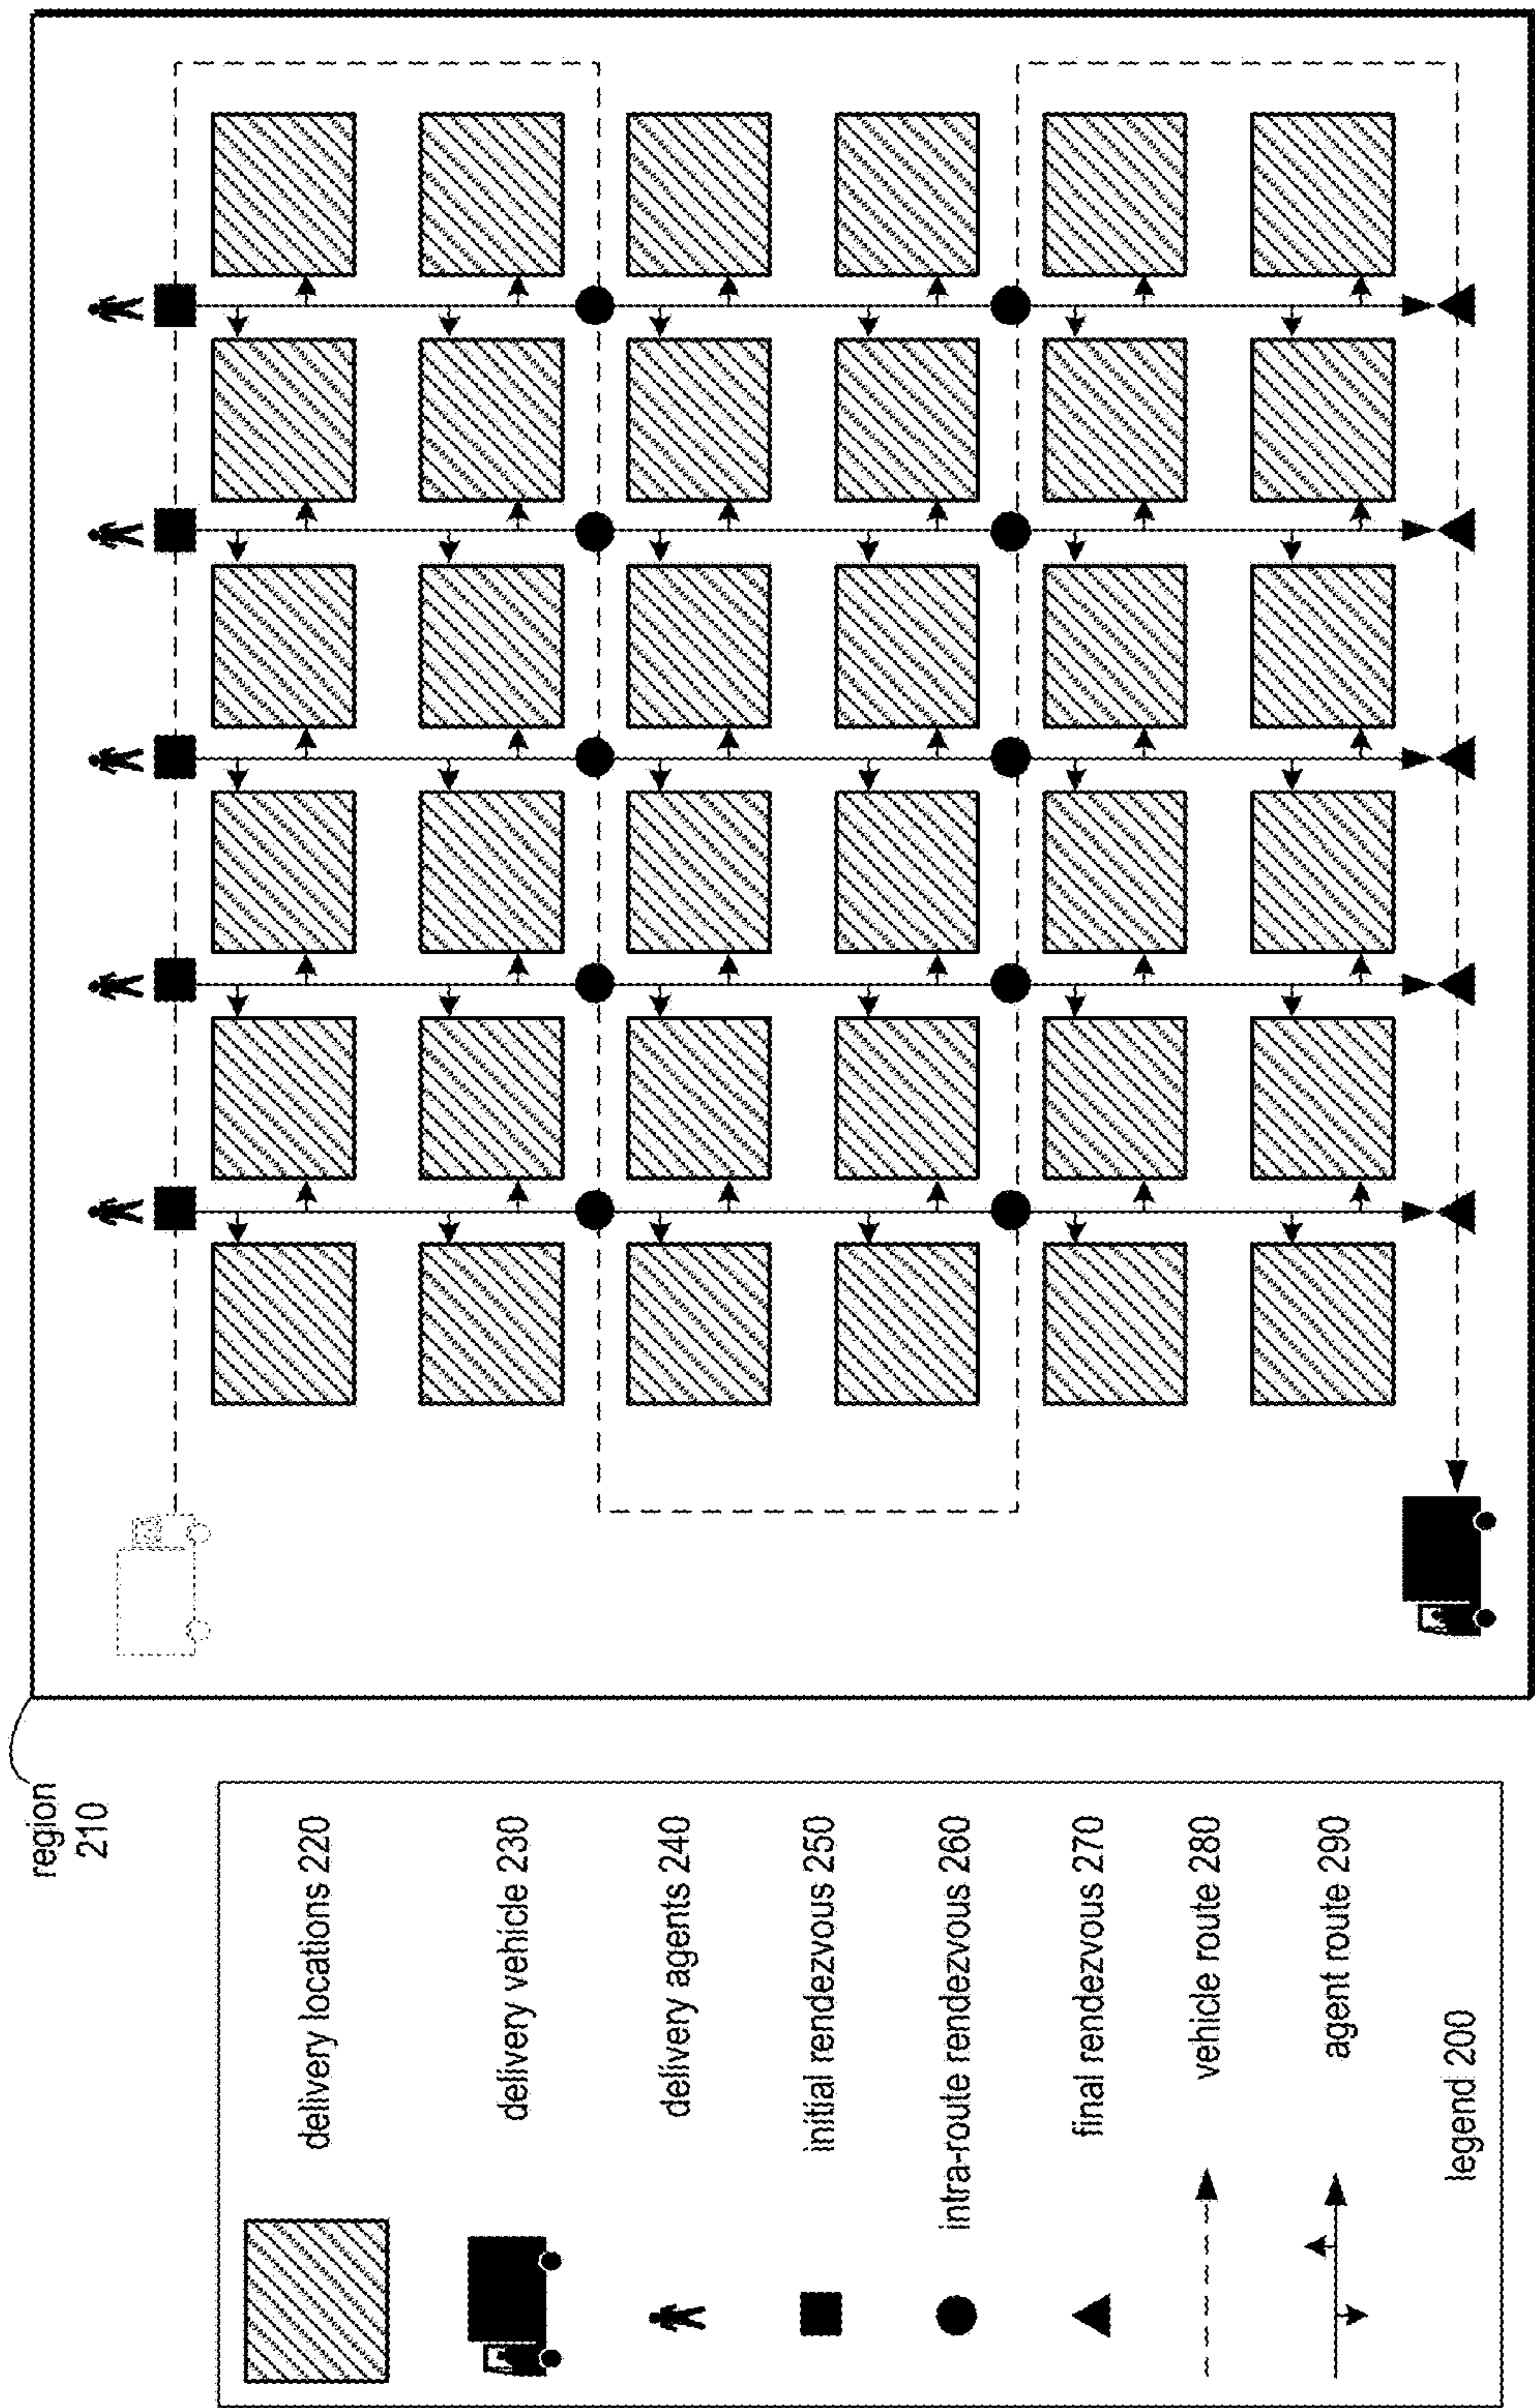 region
210
delivery locations 220
delivery vehicle 230
delivery agents 240
initial rendezvous 250
intra-route rendezvous 260
final rendezvous 270
vehicle route 280
agent route 290
legend 200